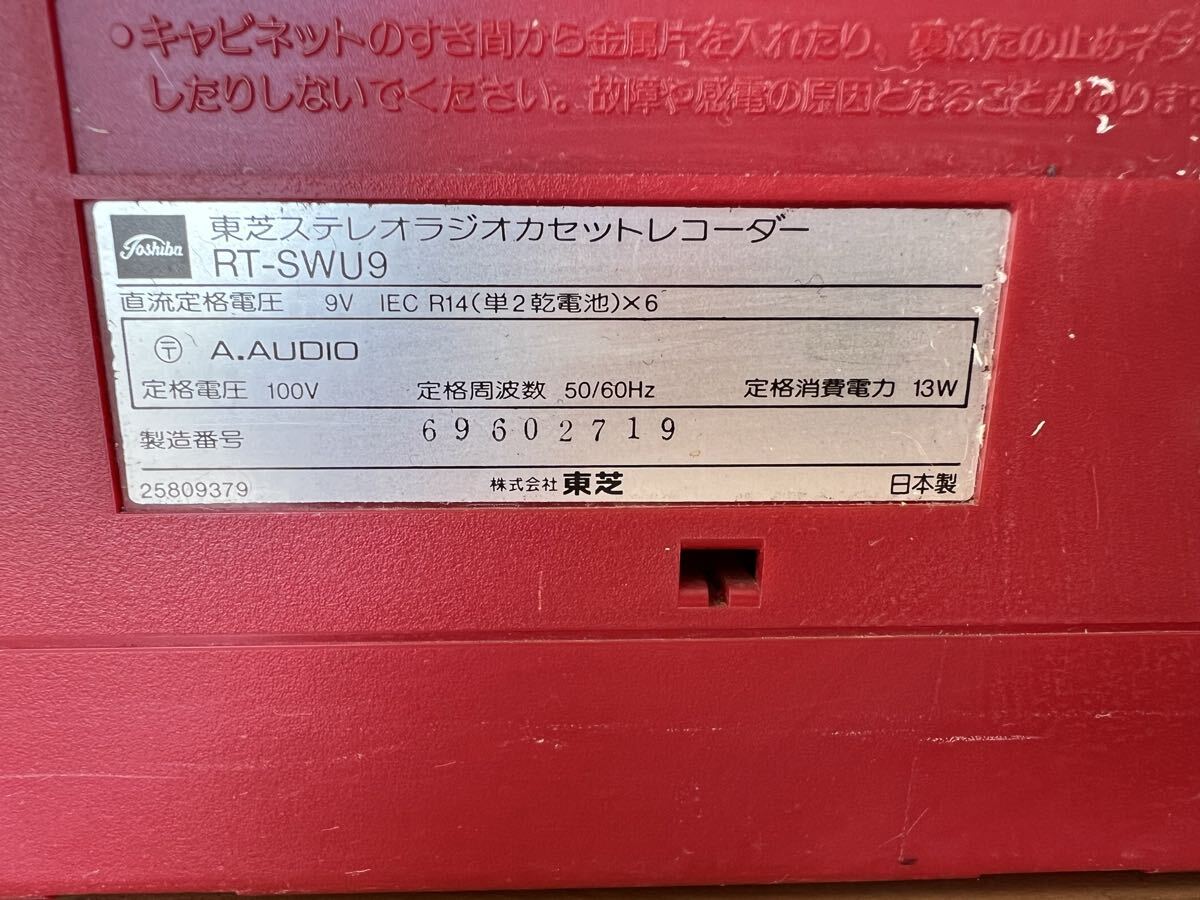 ●キャビネットのすき間から金属片を入れたり、裏ぶたの止めネジ
したりしないでください。故障や感電の原因となることがありま
Toshiba
東芝ステレオラジオカセットレコーダー
RT-SWU9
直流定格電圧 9V IEC R14(単2乾電池)×6
〶 A.AUDIO
定格電圧 100V 定格周波数 50/60Hz 定格消費電力 13W
製造番号 69602719
25809379 株式会社 東芝 日本製